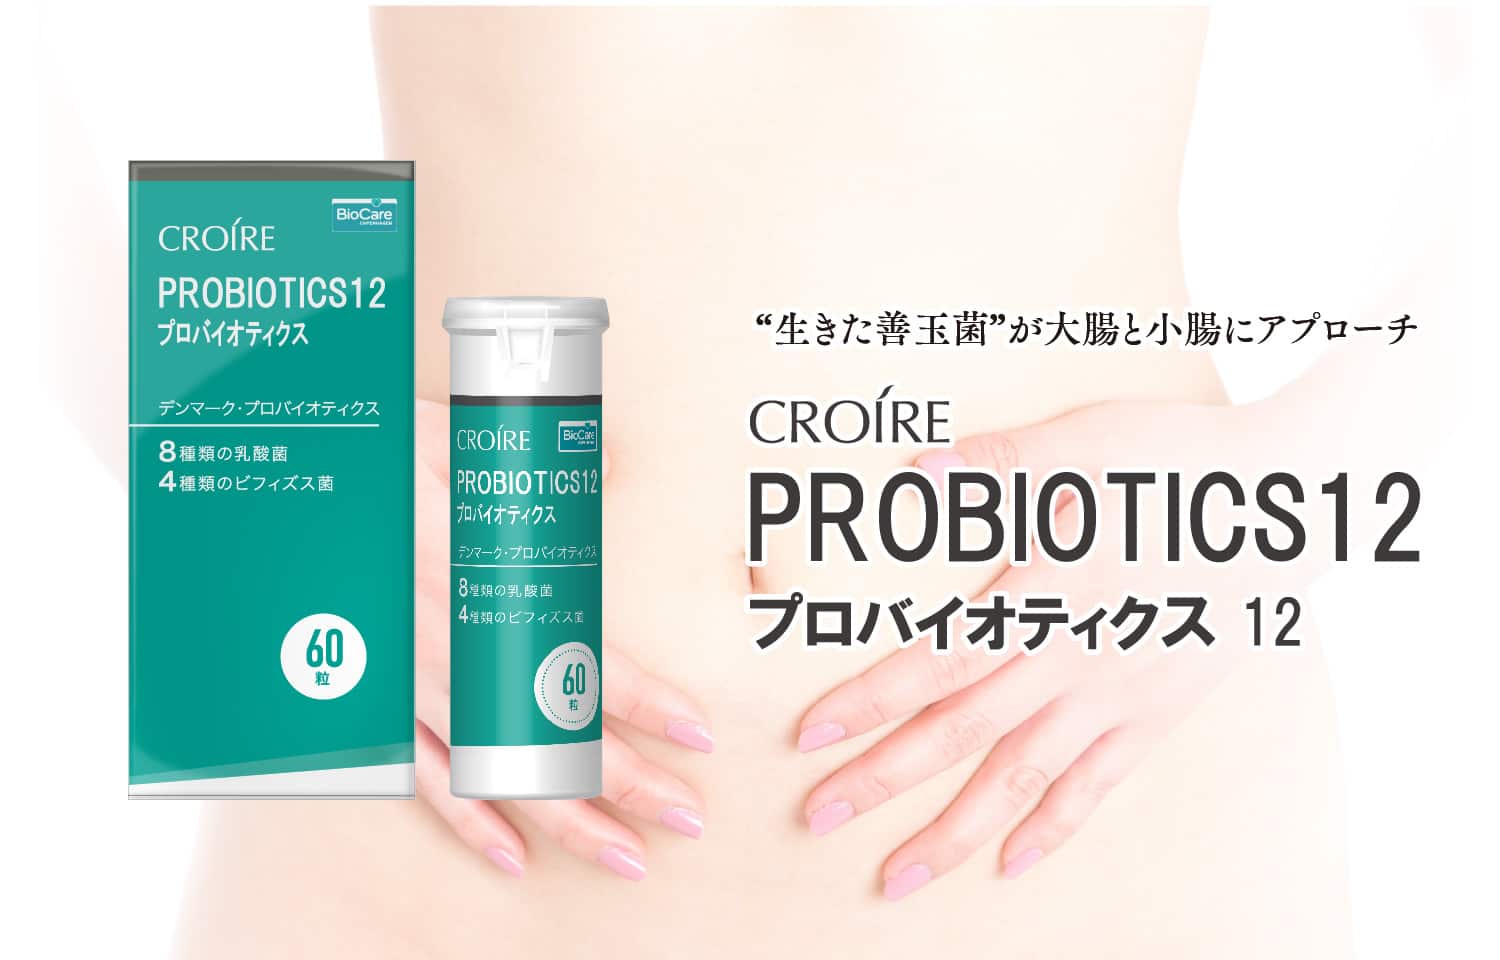 CROÍRE
BioCare
COPENHAGEN
PROBIOTICS12
プロバイオティクス
デンマーク・プロバイオティクス
8種類の乳酸菌
4種類のビフィズス菌
60
粒
CROÍRE
BioCare
PROBIOTICS12
プロバイオティクス
デンマーク・プロバイオティクス
8種類の乳酸菌
4種類のビフィズス菌
60
粒
“生きた善玉菌”が大腸と小腸にアプローチ
CROÍRE
PROBIOTICS12
プロバイオティクス 12